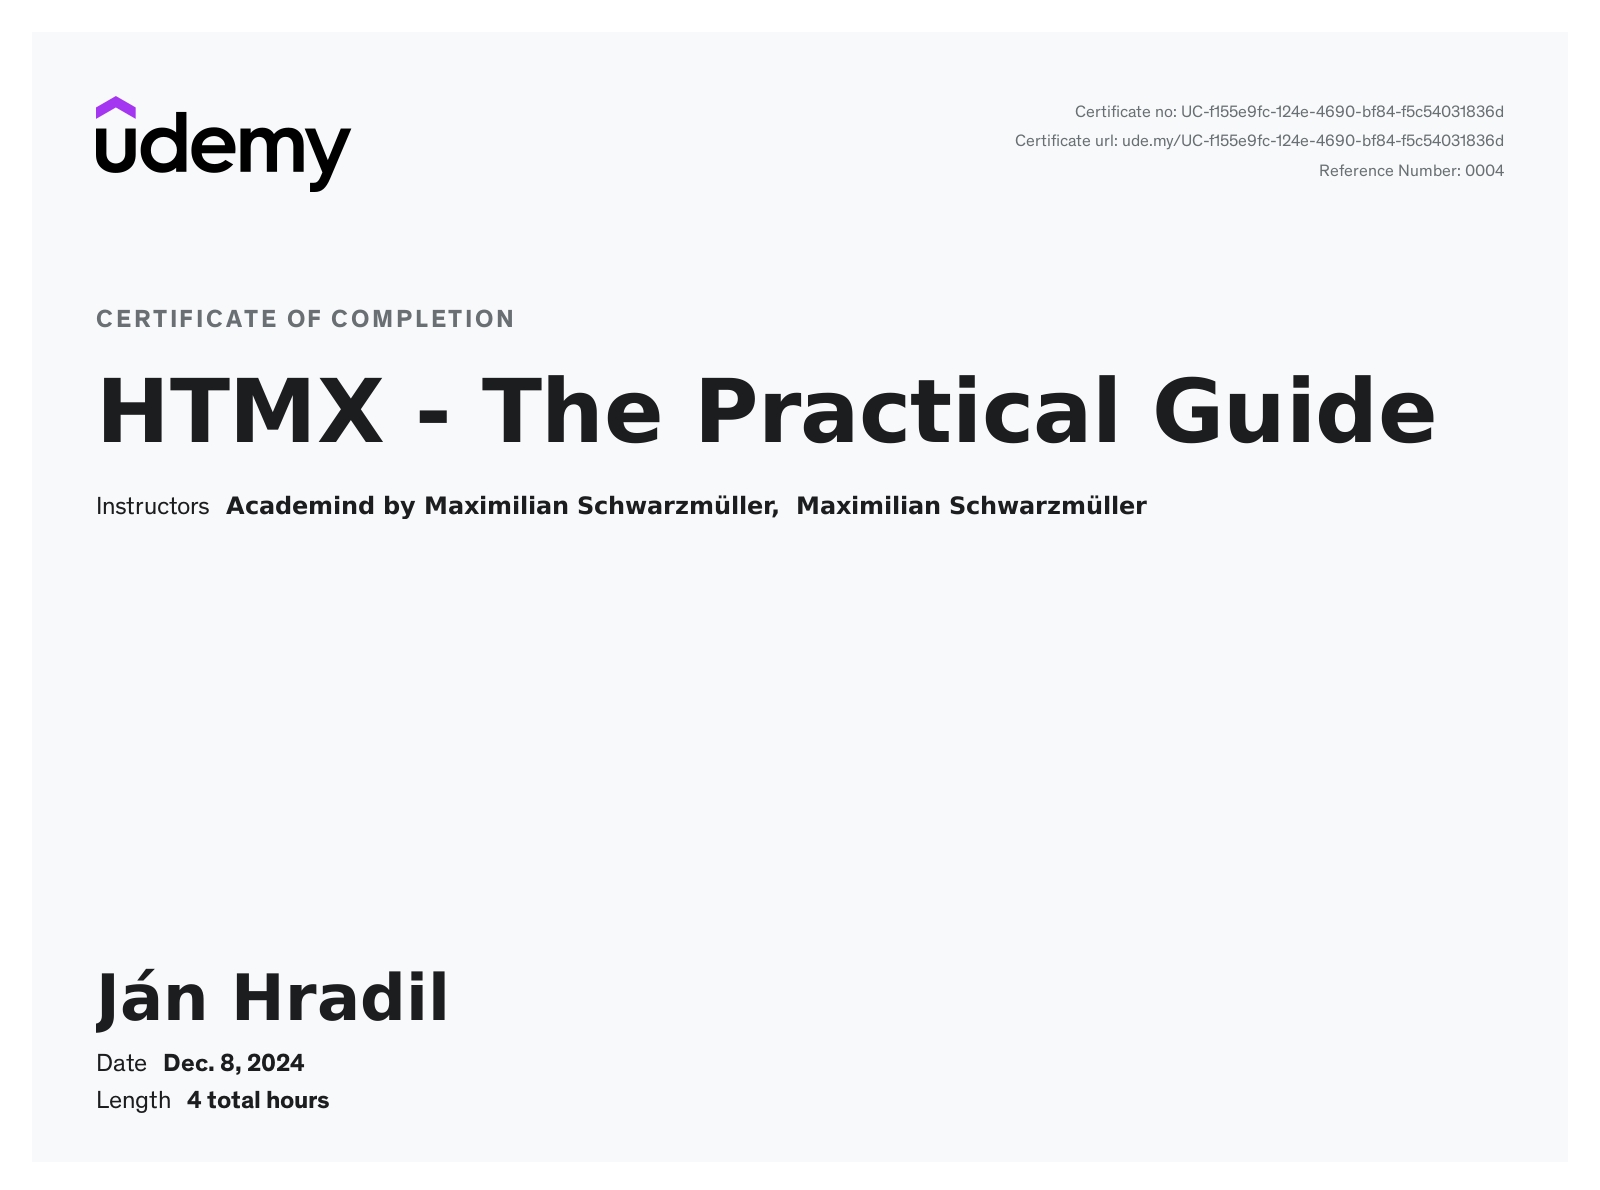 udemy
Certificate no: UC-f155e9fc-124e-4690-bf84-f5c54031836d
Certificate url: ude.my/UC-f155e9fc-124e-4690-bf84-f5c54031836d
Reference Number: 0004
CERTIFICATE OF COMPLETION
HTMX - The Practical Guide
Instructors Academind by Maximilian Schwarzmüller, Maximilian Schwarzmüller
Ján Hradil
Date Dec. 8, 2024
Length 4 total hours